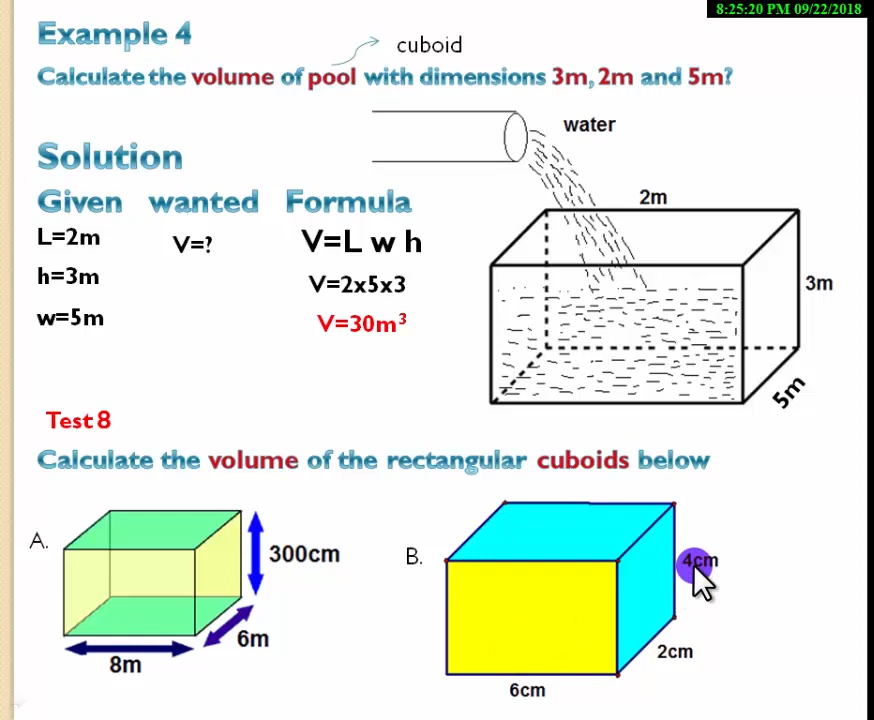 8:25:20 PM 09/22/2018
Example 4
cuboid
Calculate the volume of pool with dimensions 3m, 2m and 5m?
water
Solution
Given wanted Formula
2m
L=2m
V=?
V=L w h
h=3m
V=2x5x3
3m
w=5m
V=30m³
5m
Test 8
Calculate the volume of the rectangular cuboids below
A.
300cm
6m
8m
B.
4cm
2cm
6cm